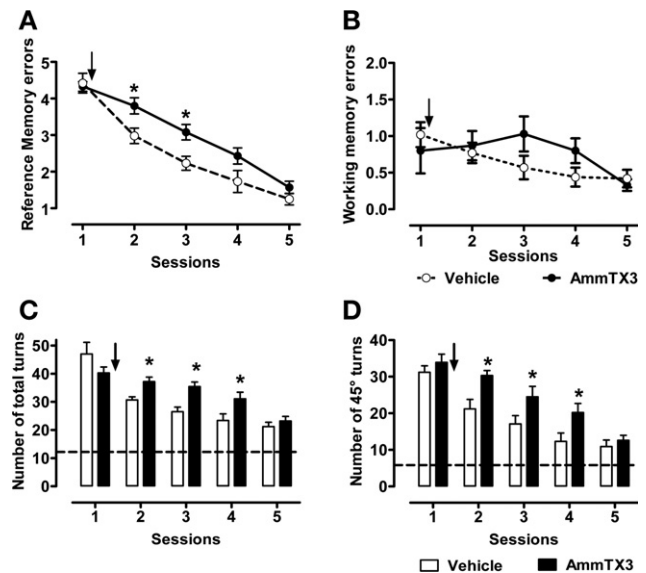 A
Reference Memory errors
5
4
3
2
1
*
*
1 2 3 4 5
Sessions
B
Working memory errors
2.0
1.5
1.0
0.5
0.0
1 2 3 4 5
Sessions
Vehicle AmmTX3
C
Number of total turns
50
40
30
20
10
0
* * *
1 2 3 4 5
Sessions
D
Number of 45° turns
40
30
20
10
0
* * *
1 2 3 4 5
Sessions
Vehicle AmmTX3